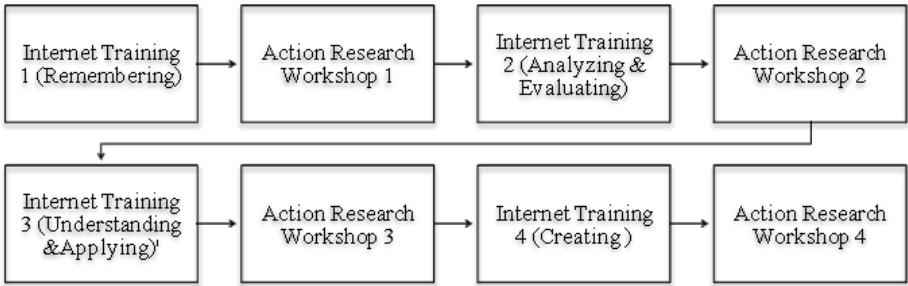 Internet Training
1 (Remembering)
Action Research
Workshop 1
Internet Training
2 (Analyzing &
Evaluating)
Action Research
Workshop 2
Internet Training
3 (Understanding
&Applying)'
Action Research
Workshop 3
Internet Training
4 (Creating )
Action Research
Workshop 4